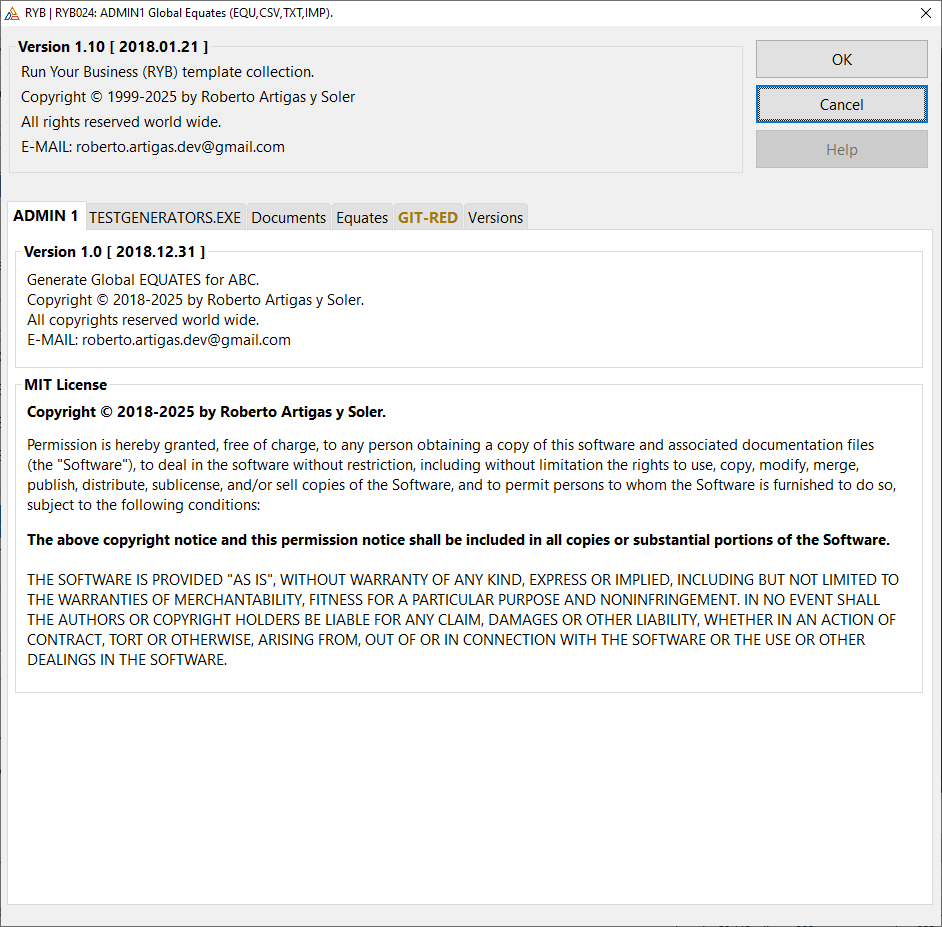 RYB | RYB024: ADMIN1 Global Equates (EQU,CSV,TXT,IMP).
Version 1.10 [ 2018.01.21 ]
Run Your Business (RYB) template collection.
Copyright © 1999-2025 by Roberto Artigas y Soler
All rights reserved world wide.
E-MAIL: roberto.artigas.dev@gmail.com
OK
Cancel
Help
ADMIN 1 TESTGENERATORS.EXE Documents Equates GIT-RED Versions
Version 1.0 [ 2018.12.31 ]
Generate Global EQUATES for ABC.
Copyright © 2018-2025 by Roberto Artigas y Soler.
All copyrights reserved world wide.
E-MAIL: roberto.artigas.dev@gmail.com
MIT License
Copyright © 2018-2025 by Roberto Artigas y Soler.
Permission is hereby granted, free of charge, to any person obtaining a copy of this software and associated documentation files
(the "Software"), to deal in the software without restriction, including without limitation the rights to use, copy, modify, merge,
publish, distribute, sublicense, and/or sell copies of the Software, and to permit persons to whom the Software is furnished to do so,
subject to the following conditions:
The above copyright notice and this permission notice shall be included in all copies or substantial portions of the Software.
THE SOFTWARE IS PROVIDED "AS IS", WITHOUT WARRANTY OF ANY KIND, EXPRESS OR IMPLIED, INCLUDING BUT NOT LIMITED TO
THE WARRANTIES OF MERCHANTABILITY, FITNESS FOR A PARTICULAR PURPOSE AND NONINFRINGEMENT. IN NO EVENT SHALL
THE AUTHORS OR COPYRIGHT HOLDERS BE LIABLE FOR ANY CLAIM, DAMAGES OR OTHER LIABILITY, WHETHER IN AN ACTION OF
CONTRACT, TORT OR OTHERWISE, ARISING FROM, OUT OF OR IN CONNECTION WITH THE SOFTWARE OR THE USE OR OTHER
DEALINGS IN THE SOFTWARE.